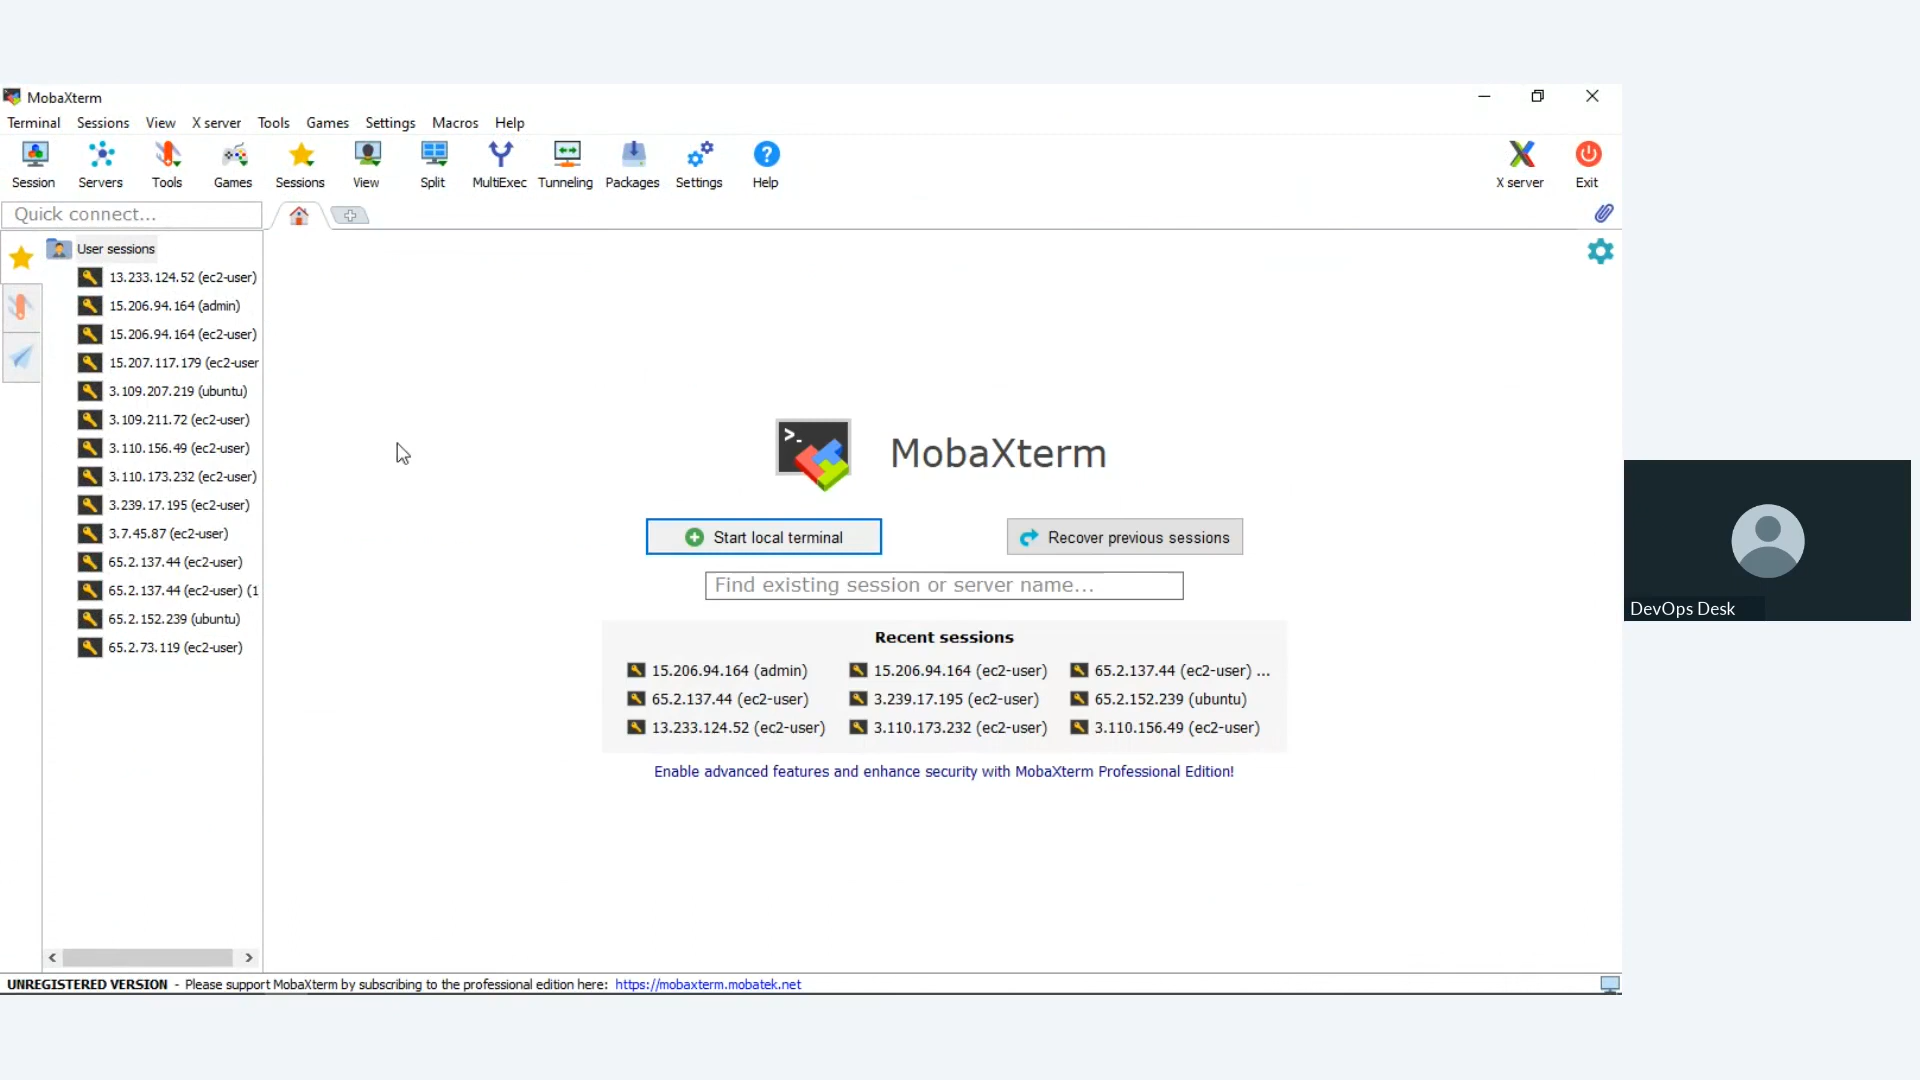 MobaXterm
Terminal Sessions View X server Tools Games Settings Macros Help
Session Servers Tools Games Sessions View Split MultiExec Tunneling Packages Settings Help X server Exit
Quick connect...
User sessions
13.233.124.52 (ec2-user)
15.206.94.164 (admin)
15.206.94.164 (ec2-user)
15.207.117.179 (ec2-user
3.109.207.219 (ubuntu)
3.109.211.72 (ec2-user)
3.110.156.49 (ec2-user)
3.110.173.232 (ec2-user)
3.239.17.195 (ec2-user)
3.7.45.87 (ec2-user)
65.2.137.44 (ec2-user)
65.2.137.44 (ec2-user) (1
65.2.152.239 (ubuntu)
65.2.73.119 (ec2-user)
>_
MobaXterm
Start local terminal Recover previous sessions
Find existing session or server name...
Recent sessions
15.206.94.164 (admin) 15.206.94.164 (ec2-user) 65.2.137.44 (ec2-user) ...
65.2.137.44 (ec2-user) 3.239.17.195 (ec2-user) 65.2.152.239 (ubuntu)
13.233.124.52 (ec2-user) 3.110.173.232 (ec2-user) 3.110.156.49 (ec2-user)
Enable advanced features and enhance security with MobaXterm Professional Edition!
DevOps Desk
UNREGISTERED VERSION - Please support MobaXterm by subscribing to the professional edition here: https://mobaxterm.mobatek.net